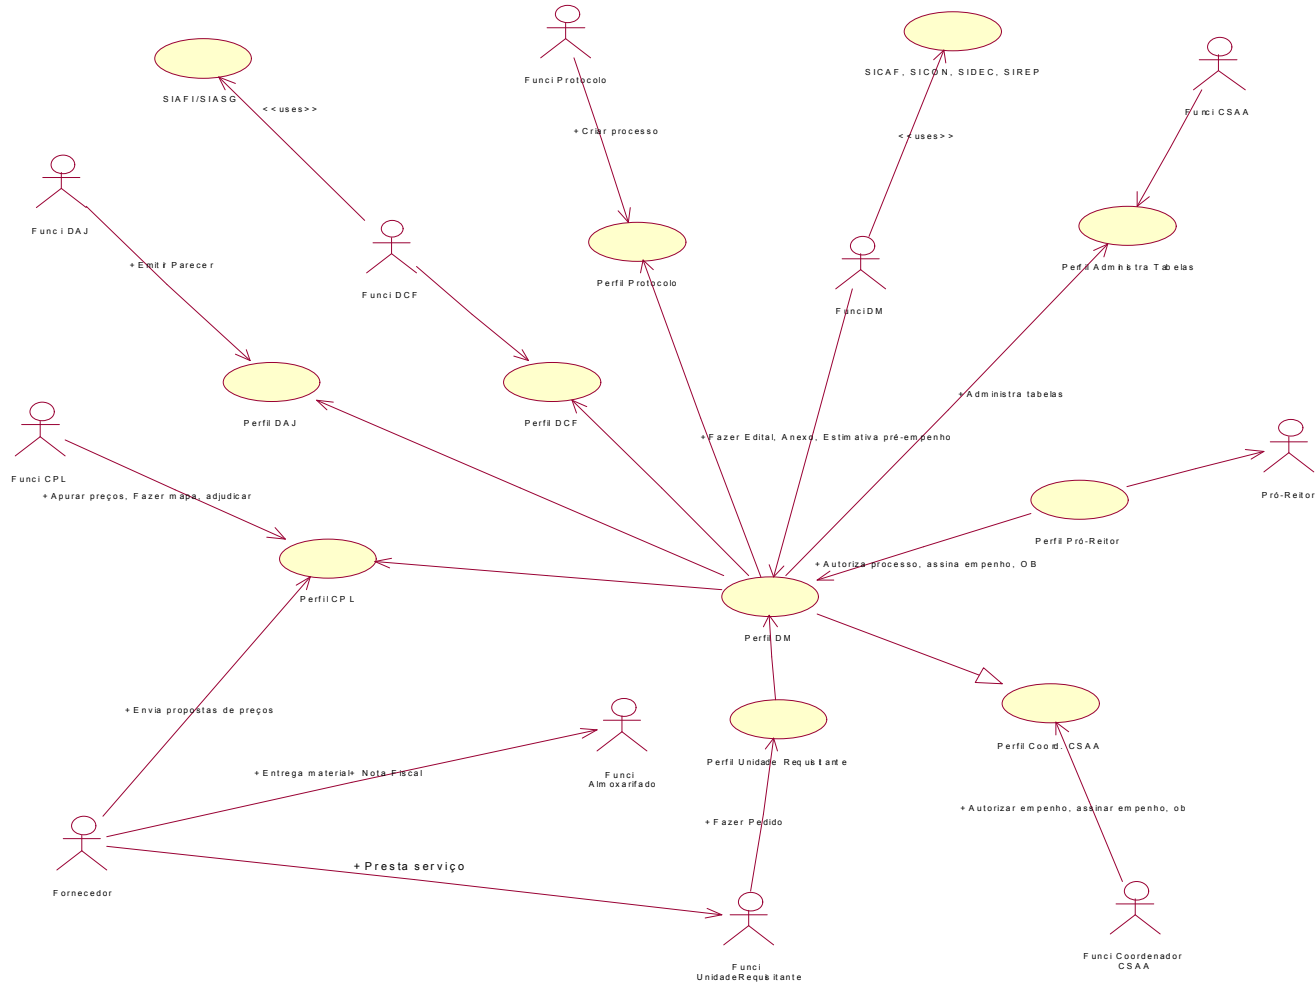 SIAFI/SIASG
<<uses>>
Funci Protocolo
+ Criar processo
SICAF, SICON, SIDEC, SIREP
<<uses>>
Funci CSAA
Funci DAJ
+ Emitir Parecer
Funci DCF
Perfil Protocolo
Funci DM
Perfil Administra Tabelas
Perfil DAJ
Perfil DCF
+ Administra tabelas
+ Fazer Edital, Anexo, Estimativa pré-empenho
Funci CPL
+ Apurar preços, Fazer mapa, adjudicar
Pró-Reitor
Perfil Pró-Reitor
+ Autoriza processo, assina empenho, OB
Perfil CPL
Perfil DM
+ Envia propostas de preços
Perfil Unidade Requisitante
Perfil Coord. CSAA
+ Entrega material+ Nota Fiscal
Funci
Almoxarifado
+ Fazer Pedido
+ Autorizar empenho, assinar empenho, ob
+ Presta serviço
Fornecedor
Funci
UnidadeRequisitante
Funci Coordenador
CSAA